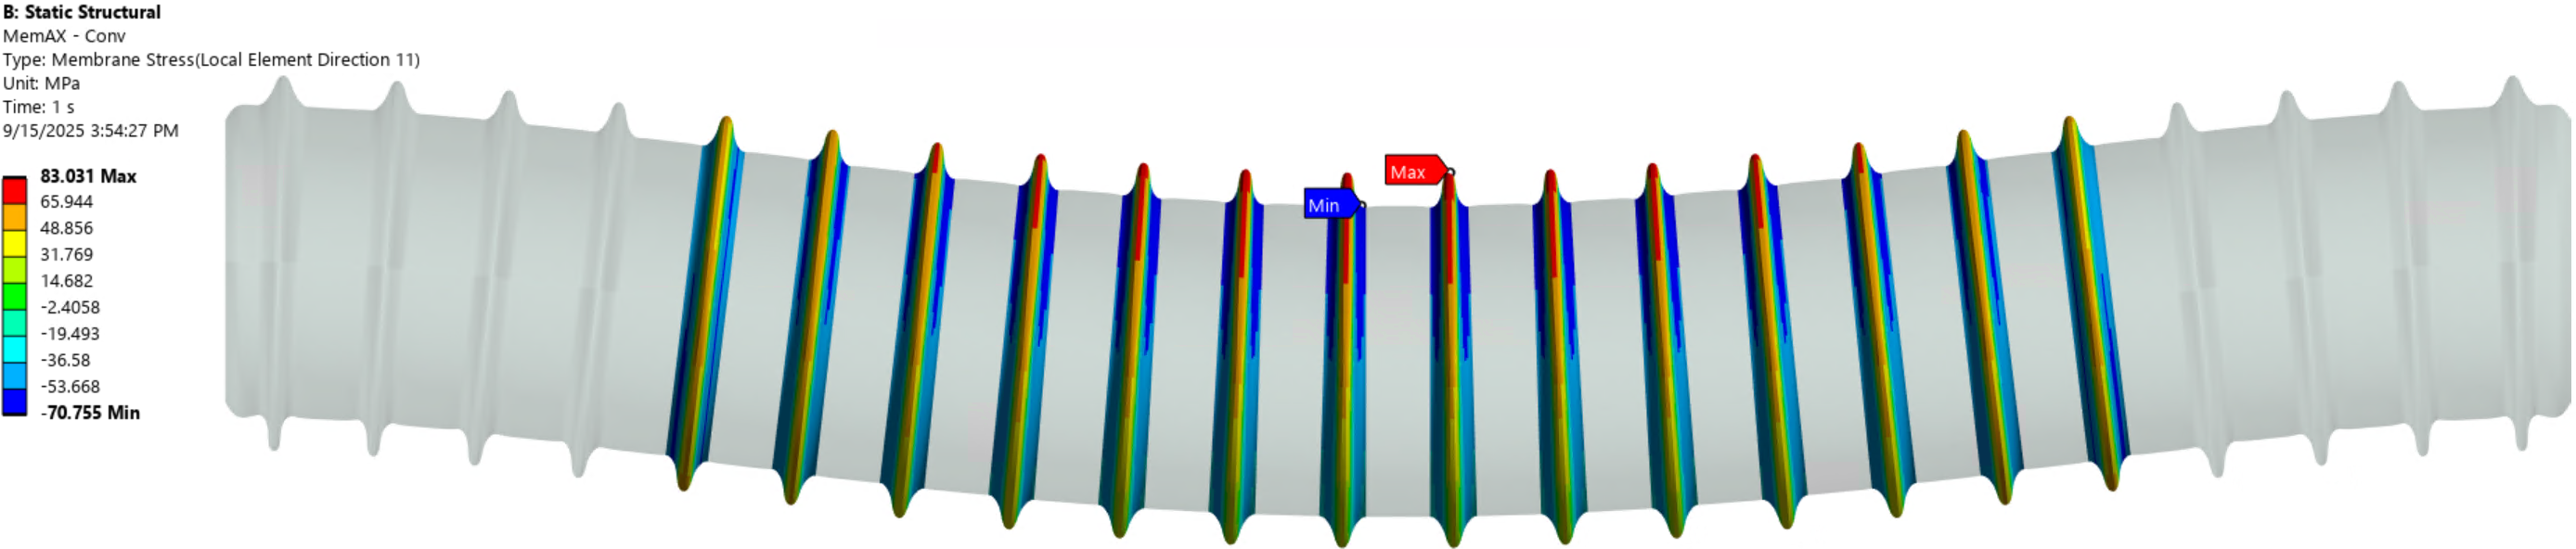 B: Static Structural
MemAX - Conv
Type: Membrane Stress(Local Element Direction 11)
Unit: MPa
Time: 1 s
9/15/2025 3:54:27 PM
83.031 Max
65.944
48.856
31.769
14.682
-2.4058
-19.493
-36.58
-53.668
-70.755 Min
Max
Min